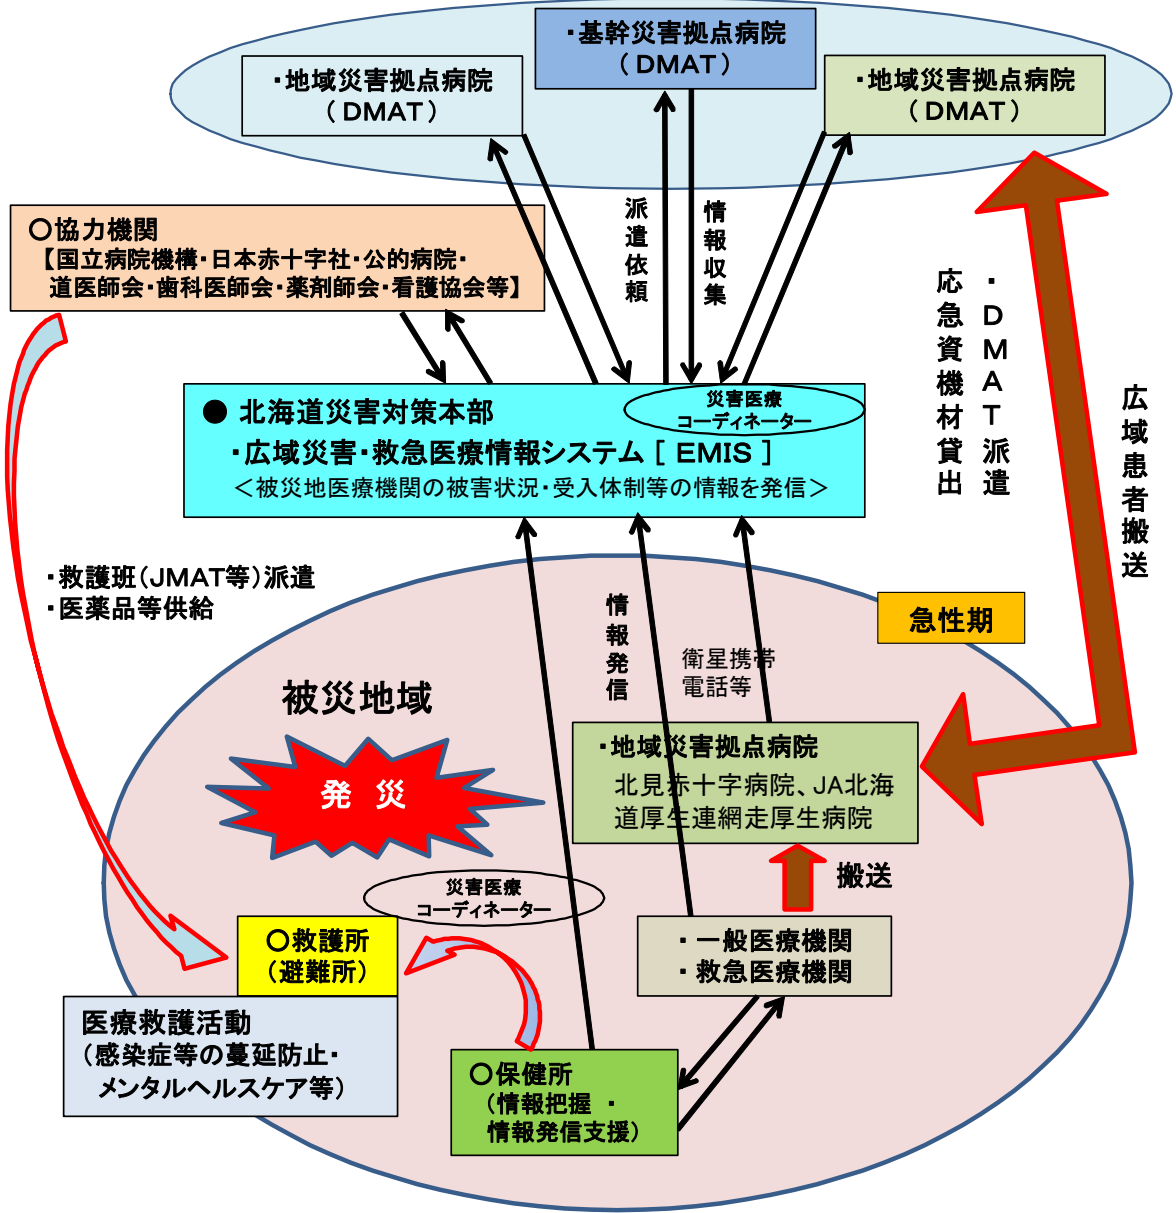 ・基幹災害拠点病院
（DMAT）
・地域災害拠点病院
（DMAT）
・地域災害拠点病院
（DMAT）
〇協力機関
【国立病院機構・日本赤十字社・公的病院・
道医師会・歯科医師会・薬剤師会・看護協会等】
派遣依頼
情報収集
・DMAT派遣
応急資機材貸出
広域患者搬送
● 北海道災害対策本部
災害医療
コーディネーター
・広域災害・救急医療情報システム［ EMIS ］
＜被災地医療機関の被害状況・受入体制等の情報を発信＞
・救護班（JMAT等）派遣
・医薬品等供給
急性期
情報発信
衛星携帯
電話等
被災地域
発 災
・地域災害拠点病院
北見赤十字病院、JA北海
道厚生連網走厚生病院
搬送
災害医療
コーディネーター
〇救護所
（避難所）
・一般医療機関
・救急医療機関
医療救護活動
（感染症等の蔓延防止・
メンタルヘルスケア等）
〇保健所
（情報把握 ・
情報発信支援）